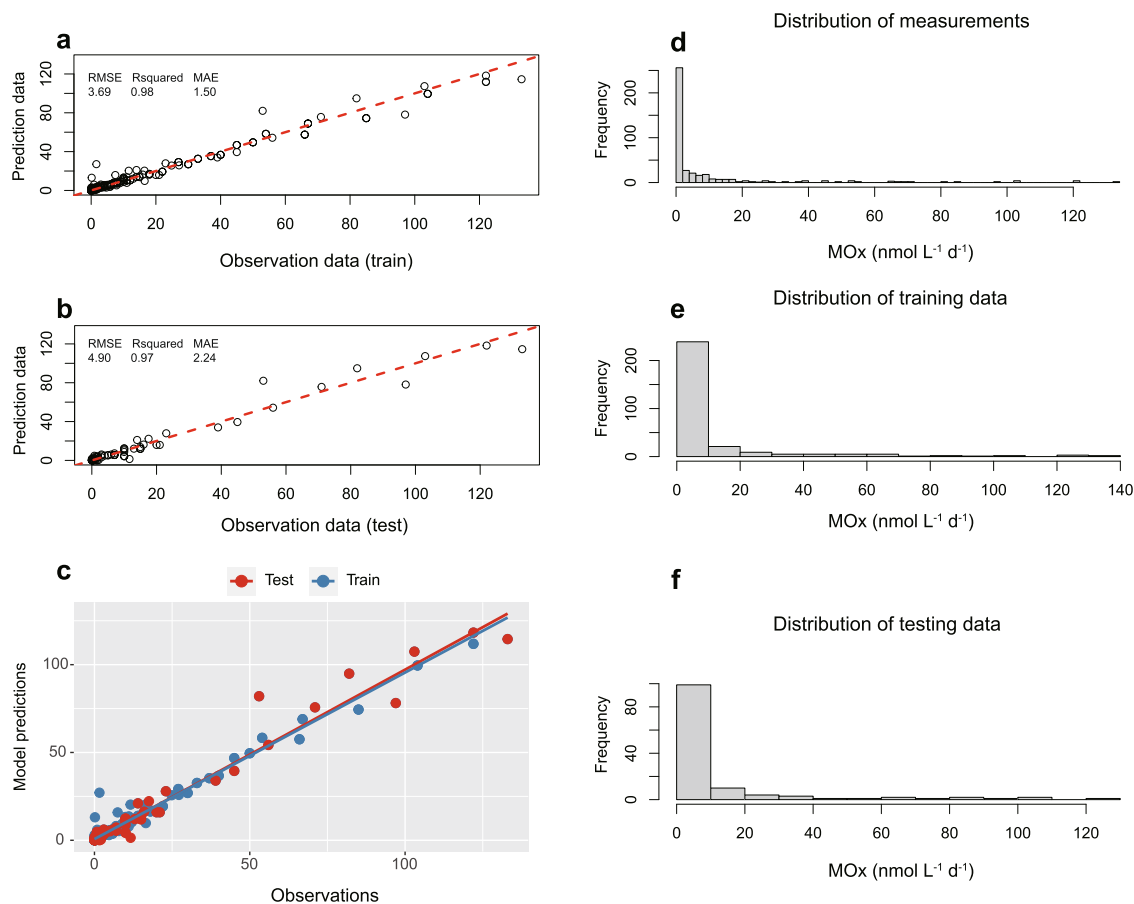 a
RMSE Rsquared MAE
3.69 0.98 1.50
Prediction data
0 40 80 120
0 20 40 60 80 100 120
Observation data (train)
b
RMSE Rsquared MAE
4.90 0.97 2.24
Prediction data
0 40 80 120
0 20 40 60 80 100 120
Observation data (test)
c
Test Train
Model predictions
100
50
0
0 50 100
Observations
Distribution of measurements
d
Frequency
0 100 200
0 20 40 60 80 100 120
MOx (nmol L⁻¹ d⁻¹)
Distribution of training data
e
Frequency
0 100 200
0 20 40 60 80 100 120 140
MOx (nmol L⁻¹ d⁻¹)
f
Distribution of testing data
Frequency
0 40 80
0 20 40 60 80 100 120
MOx (nmol L⁻¹ d⁻¹)